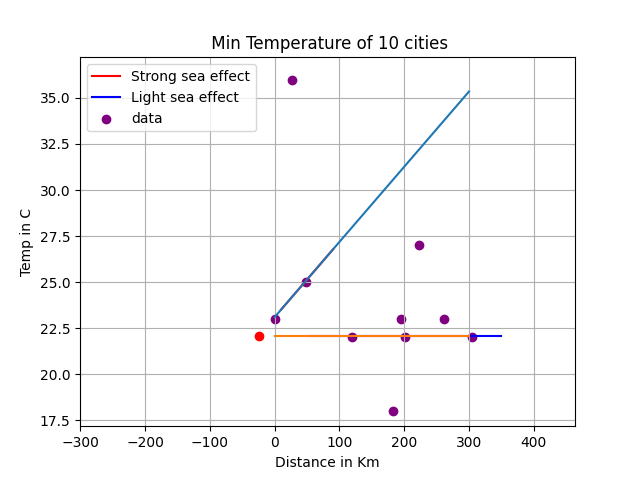 Min Temperature of 10 cities
Strong sea effect
Light sea effect
data
Temp in C
35.0
32.5
30.0
27.5
25.0
22.5
20.0
17.5
−300 −200 −100 0 100 200 300 400
Distance in Km